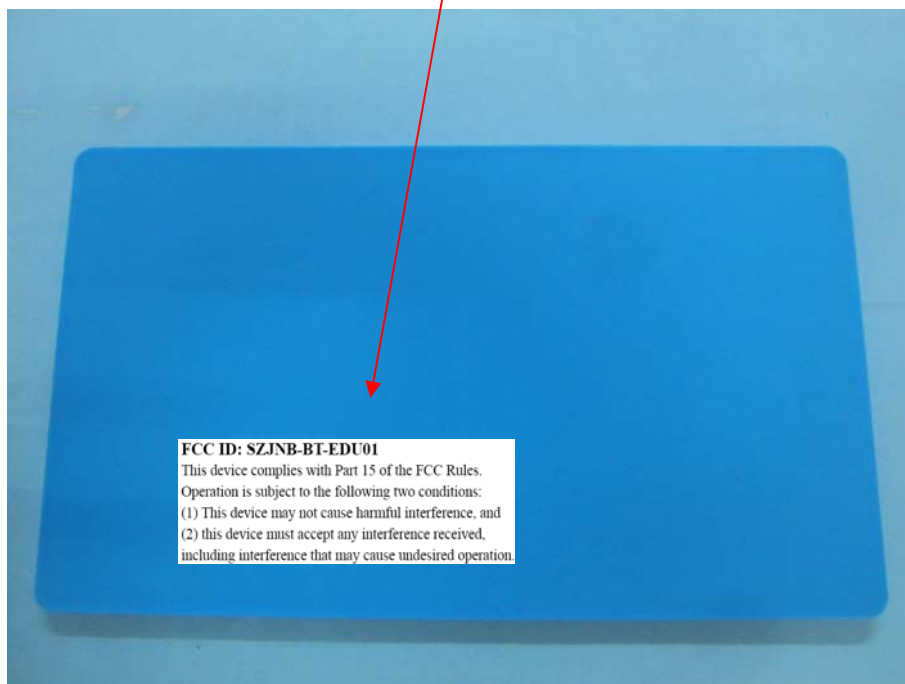 FCC ID: SZJNB-BT-EDU01
This device complies with Part 15 of the FCC Rules.
Operation is subject to the following two conditions:
(1) This device may not cause harmful interference, and
(2) this device must accept any interference received,
including interference that may cause undesired operation.